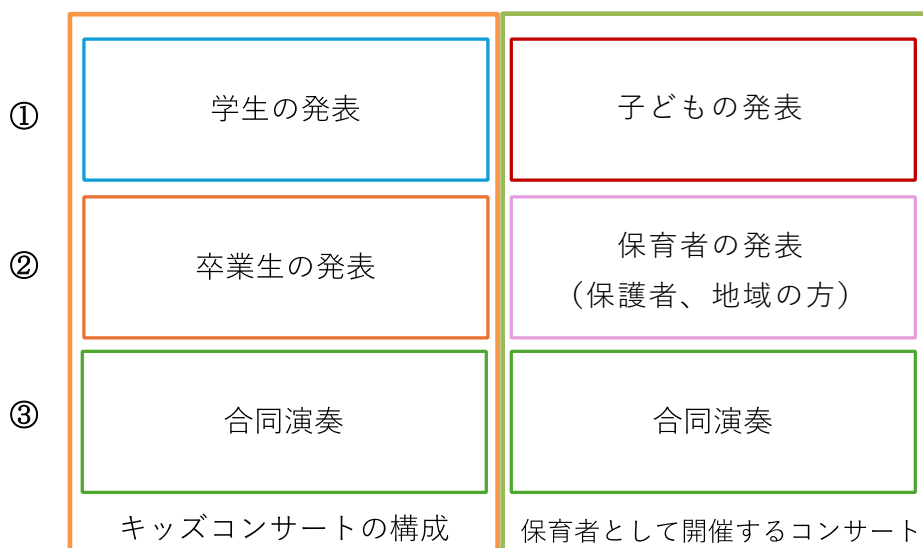 ①
学生の発表
子どもの発表
②
卒業生の発表
保育者の発表
（保護者、地域の方）
③
合同演奏
合同演奏
キッズコンサートの構成
保育者として開催するコンサート